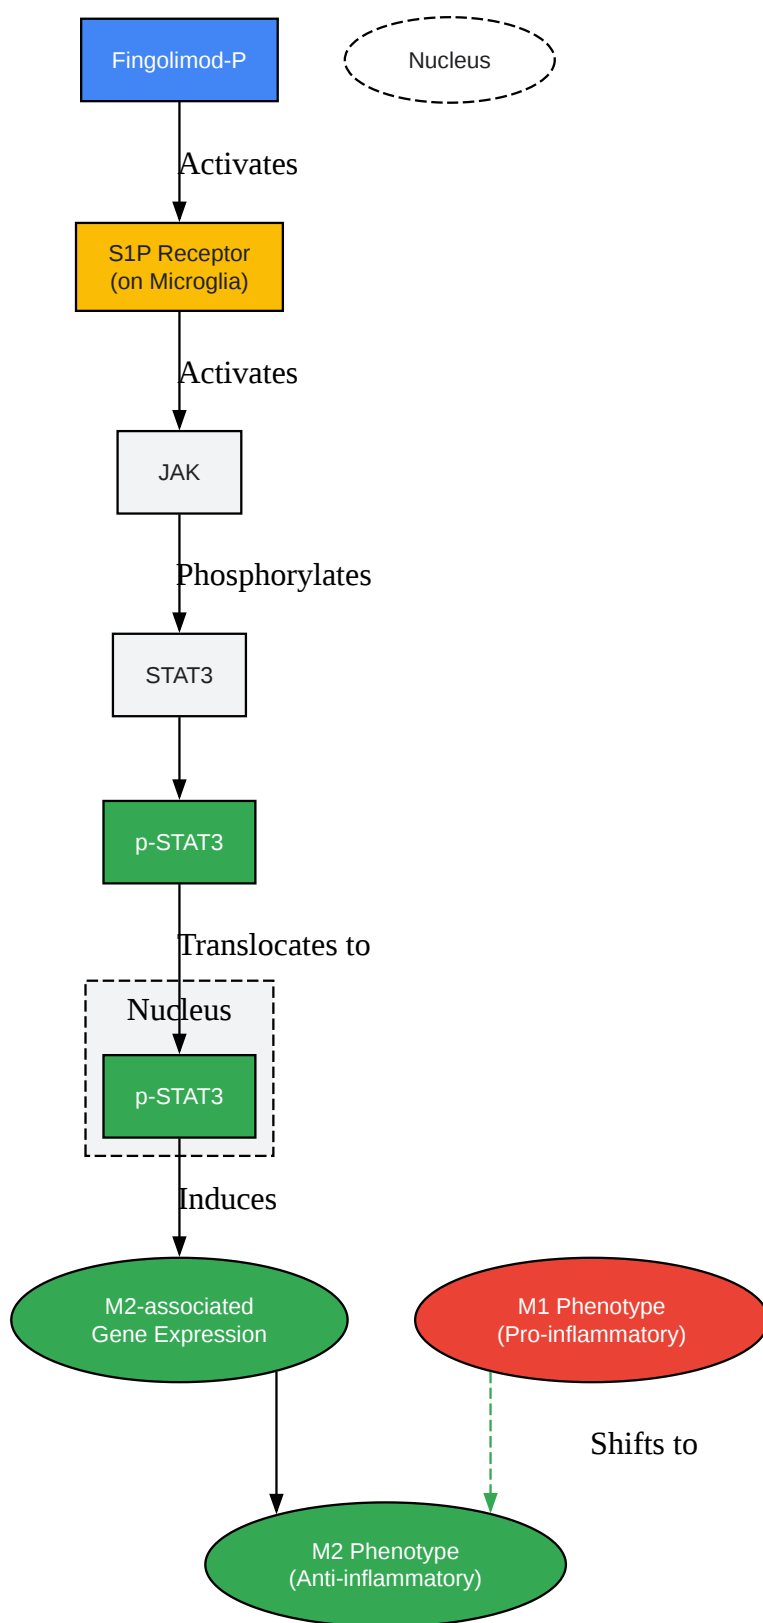 Fingolimod-P
Nucleus
Activates
S1P Receptor
(on Microglia)
Activates
JAK
Phosphorylates
STAT3
p-STAT3
Translocates to
Nucleus
p-STAT3
Induces
M2-associated
Gene Expression
M1 Phenotype
(Pro-inflammatory)
Shifts to
M2 Phenotype
(Anti-inflammatory)